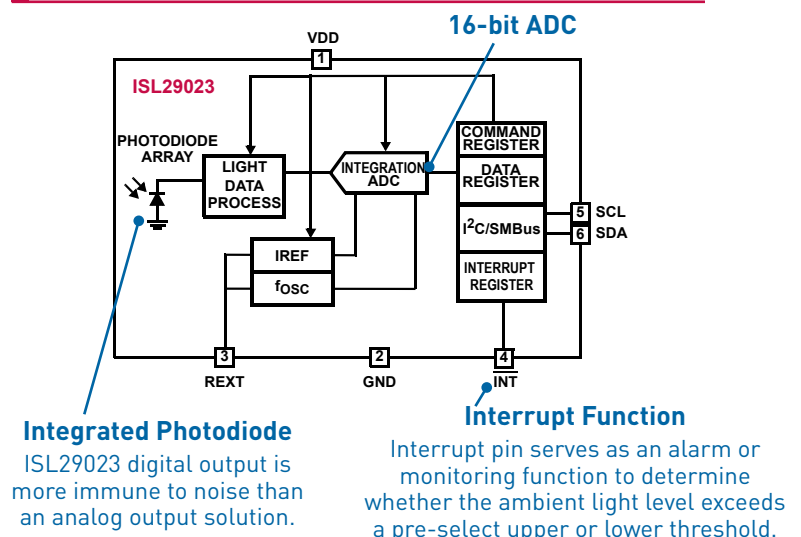 16-bit ADC
VDD
1
ISL29023
PHOTODIODE
ARRAY
LIGHT
DATA
PROCESS
INTEGRATION
ADC
COMMAND
REGISTER
DATA
REGISTER
I²C/SMBus
INTERRUPT
REGISTER
5 SCL
6 SDA
IREF
fOSC
3
2
4
REXT
GND
INT
Integrated Photodiode
ISL29023 digital output is
more immune to noise than
an analog output solution.
Interrupt Function
Interrupt pin serves as an alarm or
monitoring function to determine
whether the ambient light level exceeds
a pre-select upper or lower threshold.